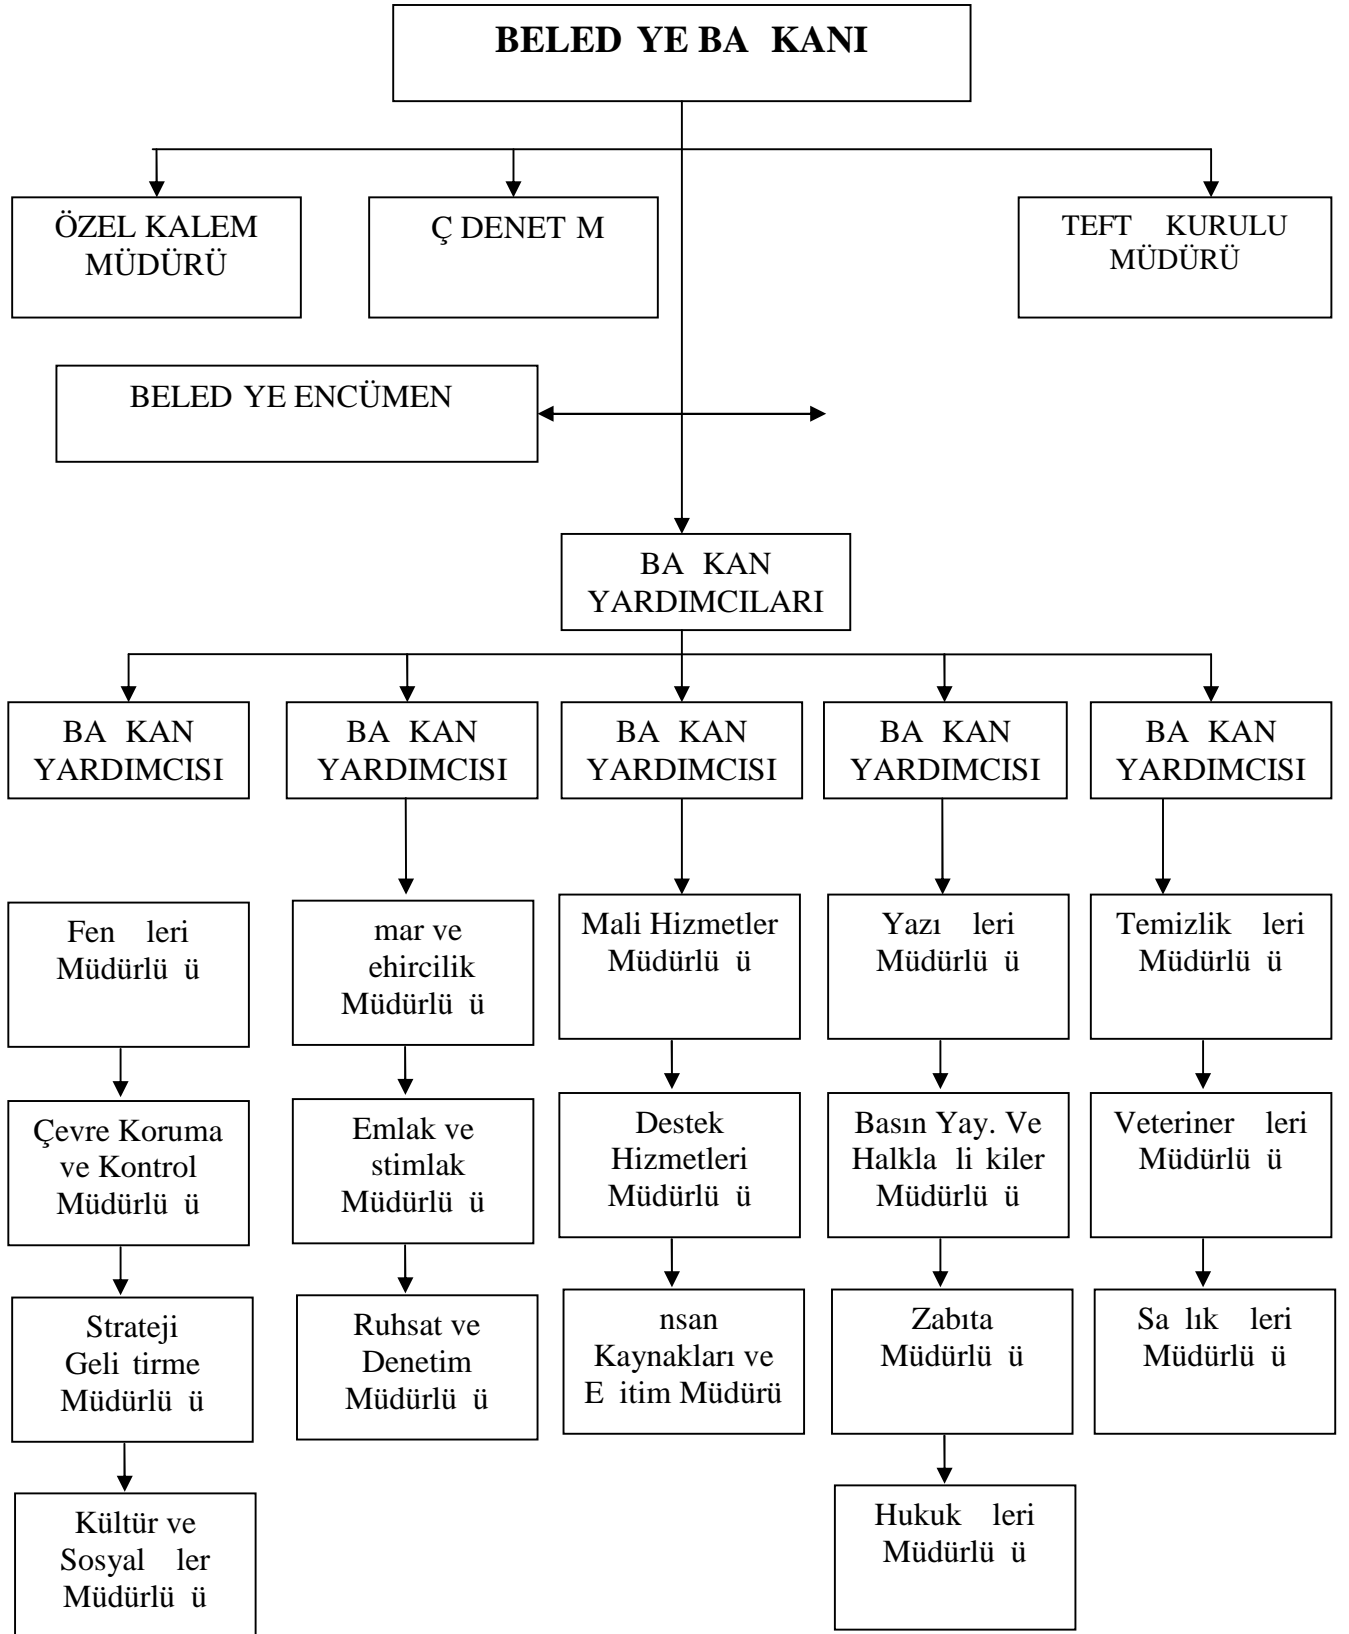 BELED YE BA KANI
ÖZEL KALEM
MÜDÜRÜ
Ç DENET M
TEFT KURULU
MÜDÜRÜ
BELED YE ENCÜMEN
BA KAN
YARDIMCILARI
BA KAN
YARDIMCISI
BA KAN
YARDIMCISI
BA KAN
YARDIMCISI
BA KAN
YARDIMCISI
BA KAN
YARDIMCISI
Fen leri
Müdürlü ü
mar ve
ehircilik
Müdürlü ü
Mali Hizmetler
Müdürlü ü
Yazı leri
Müdürlü ü
Temizlik leri
Müdürlü ü
Çevre Koruma
ve Kontrol
Müdürlü ü
Emlak ve
stimlak
Müdürlü ü
Destek
Hizmetleri
Müdürlü ü
Basın Yay. Ve
Halkla li kiler
Müdürlü ü
Veteriner leri
Müdürlü ü
Strateji
Geli tirme
Müdürlü ü
Ruhsat ve
Denetim
Müdürlü ü
nsan
Kaynakları ve
E itim Müdürü
Zabıta
Müdürlü ü
Sa lık leri
Müdürlü ü
Kültür ve
Sosyal ler
Müdürlü ü
Hukuk leri
Müdürlü ü